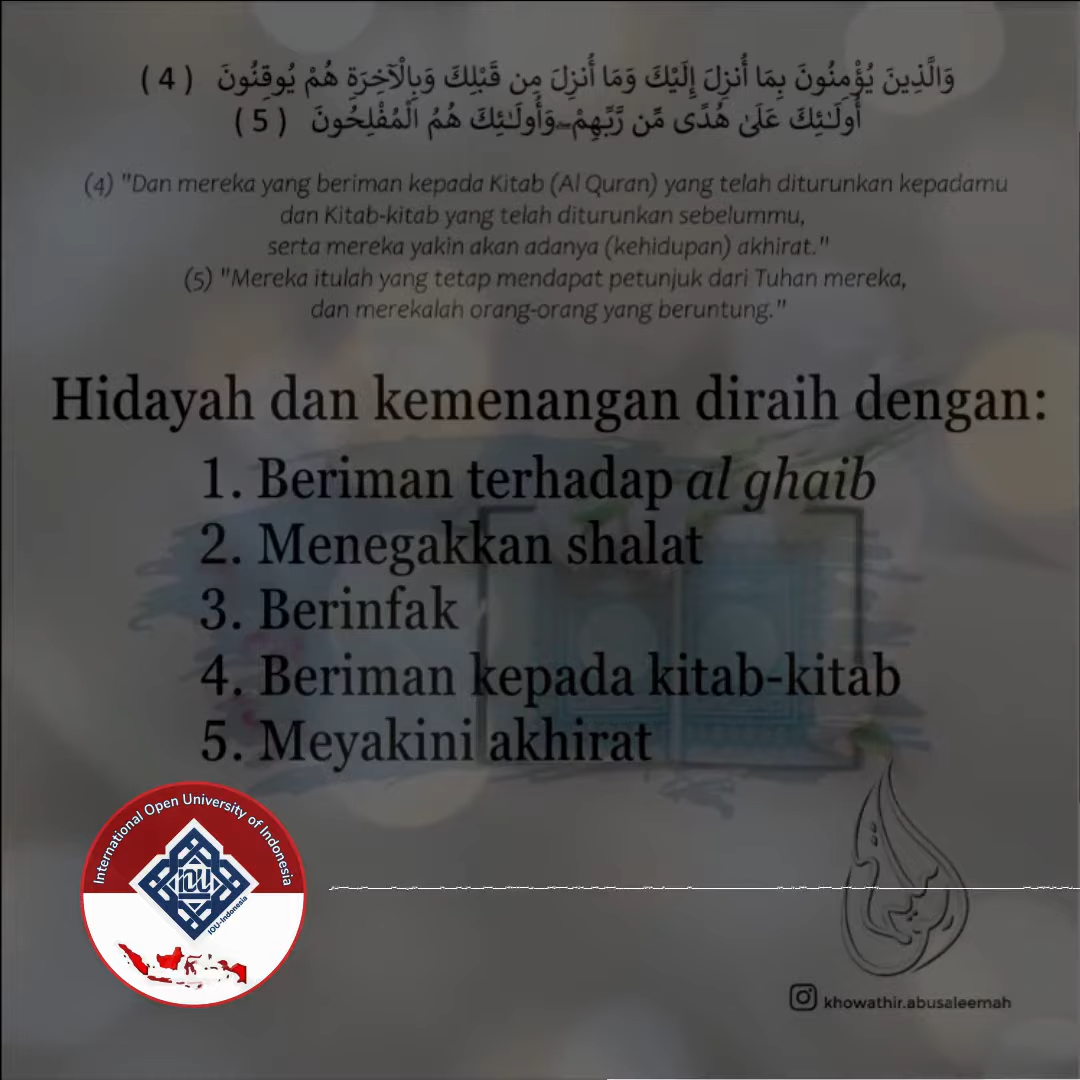 وَالَّذِينَ يُؤْمِنُونَ بِمَا أُنزِلَ إِلَيْكَ وَمَا أُنزِلَ مِن قَبْلِكَ وَبِالْآخِرَةِ هُمْ يُوقِنُونَ ( 4 )
أُولَـٰئِكَ عَلَىٰ هُدًى مِّن رَّبِّهِمْ ۖ وَأُولَـٰئِكَ هُمُ الْمُفْلِحُونَ ( 5 )
(4) "Dan mereka yang beriman kepada Kitab (Al Quran) yang telah diturunkan kepadamu
dan Kitab-kitab yang telah diturunkan sebelummu,
serta mereka yakin akan adanya (kehidupan) akhirat."
(5) "Mereka itulah yang tetap mendapat petunjuk dari Tuhan mereka,
dan merekalah orang-orang yang beruntung."
Hidayah dan kemenangan diraih dengan:
1. Beriman terhadap al ghaib
2. Menegakkan shalat
3. Berinfak
4. Beriman kepada kitab-kitab
5. Meyakini akhirat
International Open University of Indonesia
IOU
IOU-Indonesia
khowathir.abusaleemah